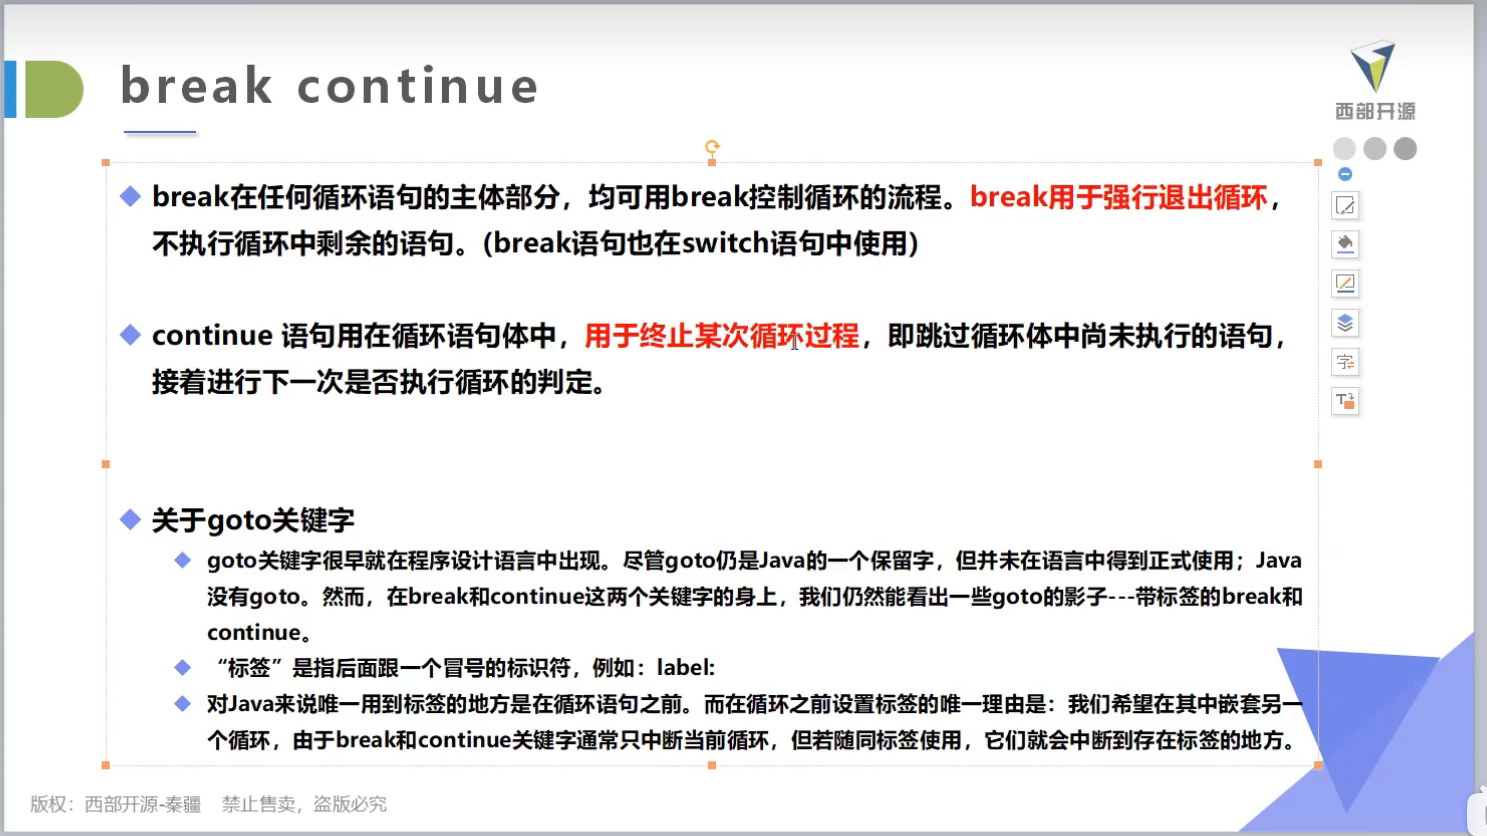 break continue
西部开源
break在任何循环语句的主体部分，均可用break控制循环的流程。break用于强行退出循环，
不执行循环中剩余的语句。(break语句也在switch语句中使用)
continue 语句用在循环语句体中，用于终止某次循环过程，即跳过循环体中尚未执行的语句，
接着进行下一次是否执行循环的判定。
关于goto关键字
goto关键字很早就在程序设计语言中出现。尽管goto仍是Java的一个保留字，但并未在语言中得到正式使用；Java
没有goto。然而，在break和continue这两个关键字的身上，我们仍然能看出一些goto的影子---带标签的break和
continue。
“标签”是指后面跟一个冒号的标识符，例如：label:
对Java来说唯一用到标签的地方是在循环语句之前。而在循环之前设置标签的唯一理由是：我们希望在其中嵌套另一
个循环，由于break和continue关键字通常只中断当前循环，但若随同标签使用，它们就会中断到存在标签的地方。
版权：西部开源-秦疆 禁止售卖，盗版必究